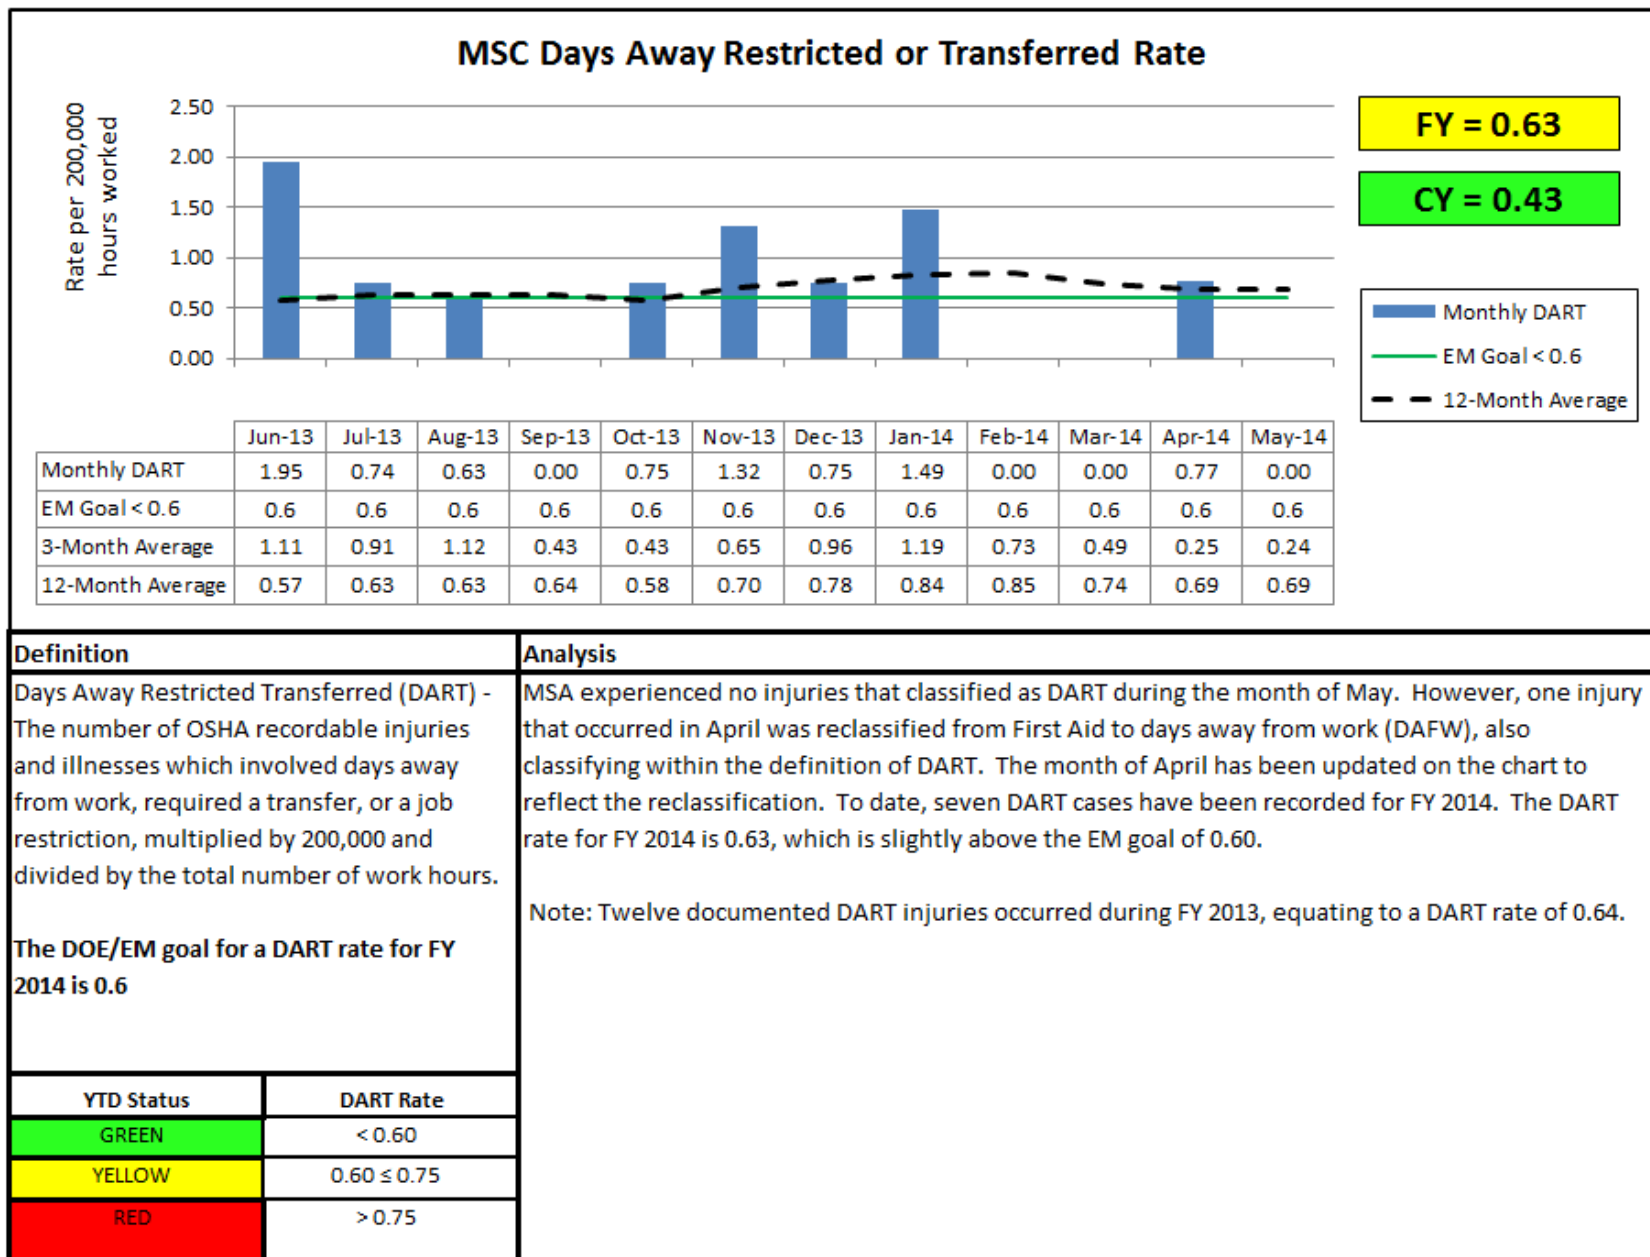 MSC Days Away Restricted or Transferred Rate
Rate per 200,000
hours worked
2.50
2.00
1.50
1.00
0.50
0.00
FY = 0.63
CY = 0.43
Monthly DART
EM Goal < 0.6
12-Month Average
Jun-13 Jul-13 Aug-13 Sep-13 Oct-13 Nov-13 Dec-13 Jan-14 Feb-14 Mar-14 Apr-14 May-14
Monthly DART 1.95 0.74 0.63 0.00 0.75 1.32 0.75 1.49 0.00 0.00 0.77 0.00
EM Goal < 0.6 0.6 0.6 0.6 0.6 0.6 0.6 0.6 0.6 0.6 0.6 0.6 0.6
3-Month Average 1.11 0.91 1.12 0.43 0.43 0.65 0.96 1.19 0.73 0.49 0.25 0.24
12-Month Average 0.57 0.63 0.63 0.64 0.58 0.70 0.78 0.84 0.85 0.74 0.69 0.69
Definition
Days Away Restricted Transferred (DART) -
The number of OSHA recordable injuries
and illnesses which involved days away
from work, required a transfer, or a job
restriction, multiplied by 200,000 and
divided by the total number of work hours.
The DOE/EM goal for a DART rate for FY
2014 is 0.6
YTD Status DART Rate
GREEN < 0.60
YELLOW 0.60 ≤ 0.75
RED > 0.75
Analysis
MSA experienced no injuries that classified as DART during the month of May. However, one injury
that occurred in April was reclassified from First Aid to days away from work (DAFW), also
classifying within the definition of DART. The month of April has been updated on the chart to
reflect the reclassification. To date, seven DART cases have been recorded for FY 2014. The DART
rate for FY 2014 is 0.63, which is slightly above the EM goal of 0.60.
Note: Twelve documented DART injuries occurred during FY 2013, equating to a DART rate of 0.64.